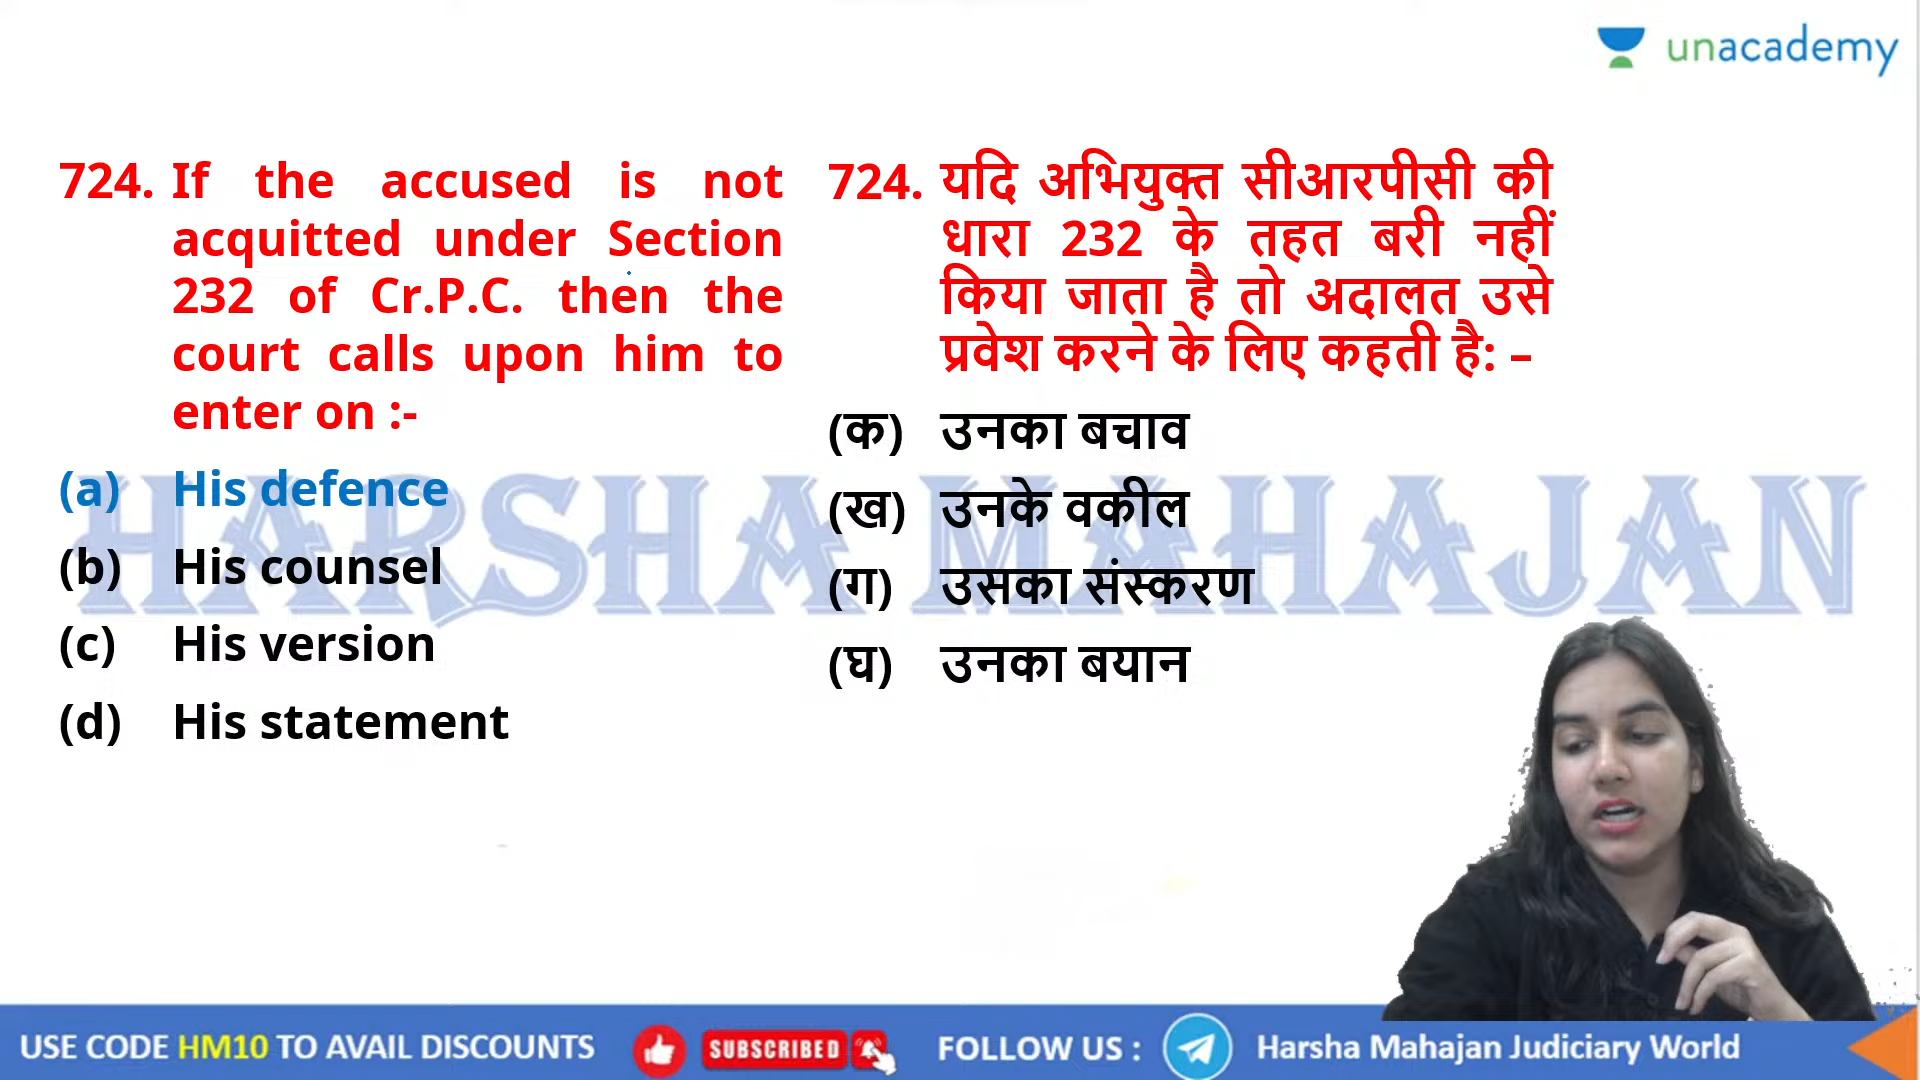 unacademy
724. If the accused is not
acquitted under Section
232 of Cr.P.C. then the
court calls upon him to
enter on :-
(a) His defence
(b) His counsel
(c) His version
(d) His statement
724. यदि अभियुक्त सीआरपीसी की
धारा 232 के तहत बरी नहीं
किया जाता है तो अदालत उसे
प्रवेश करने के लिए कहती है: –
(क) उनका बचाव
(ख) उनके वकील
(ग) उसका संस्करण
(घ) उनका बयान
HARSHA MAHAJAN
USE CODE HM10 TO AVAIL DISCOUNTS
SUBSCRIBED
FOLLOW US :
Harsha Mahajan Judiciary World